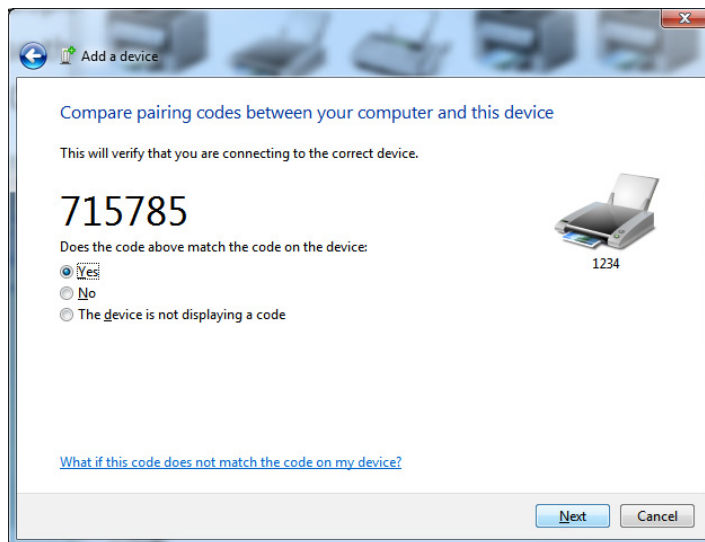 Add a device
Compare pairing codes between your computer and this device
This will verify that you are connecting to the correct device.
715785
Does the code above match the code on the device:
1234
Yes
No
The device is not displaying a code
What if this code does not match the code on my device?
Next Cancel